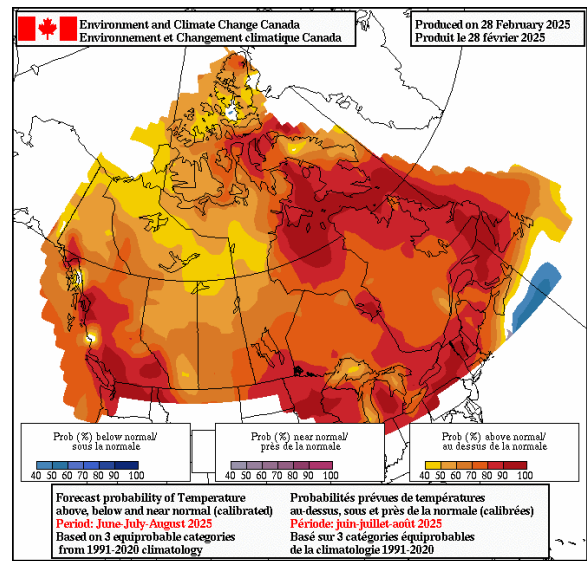 Environment and Climate Change Canada
Environnement et Changement climatique Canada
Produced on 28 February 2025
Produit le 28 février 2025
Prob (%) below normal/
sous la normale
40 50 60 70 80 90 100
Prob (%) near normal/
près de la normale
40 50 60 70 80 90 100
Prob (%) above normal/
au dessus de la normale
40 50 60 70 80 90 100
Forecast probability of Temperature
above, below and near normal (calibrated)
Period: June-July-August 2025
Based on 3 equiprobable categories
from 1991-2020 climatology
Probabilités prévues de températures
au-dessus, sous et près de la normale (calibrées)
Période: juin-juillet-août 2025
Basé sur 3 catégories équiprobables
de la climatologie 1991-2020